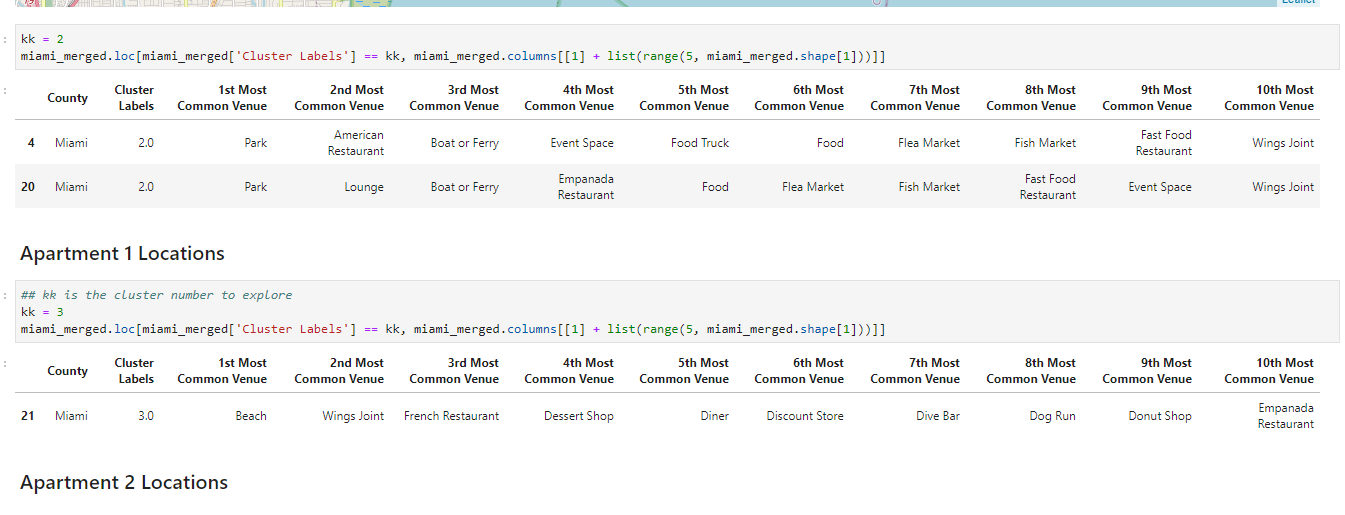 Leaflet
kk = 2
miami_merged.loc[miami_merged['Cluster Labels'] == kk, miami_merged.columns[[1] + list(range(5, miami_merged.shape[1]))]]
County Cluster Labels 1st Most Common Venue 2nd Most Common Venue 3rd Most Common Venue 4th Most Common Venue 5th Most Common Venue 6th Most Common Venue 7th Most Common Venue 8th Most Common Venue 9th Most Common Venue 10th Most Common Venue
4 Miami 2.0 Park American Restaurant Boat or Ferry Event Space Food Truck Food Flea Market Fish Market Fast Food Restaurant Wings Joint
20 Miami 2.0 Park Lounge Boat or Ferry Empanada Restaurant Food Flea Market Fish Market Fast Food Restaurant Event Space Wings Joint
Apartment 1 Locations
## kk is the cluster number to explore
kk = 3
miami_merged.loc[miami_merged['Cluster Labels'] == kk, miami_merged.columns[[1] + list(range(5, miami_merged.shape[1]))]]
County Cluster Labels 1st Most Common Venue 2nd Most Common Venue 3rd Most Common Venue 4th Most Common Venue 5th Most Common Venue 6th Most Common Venue 7th Most Common Venue 8th Most Common Venue 9th Most Common Venue 10th Most Common Venue
21 Miami 3.0 Beach Wings Joint French Restaurant Dessert Shop Diner Discount Store Dive Bar Dog Run Donut Shop Empanada Restaurant
Apartment 2 Locations